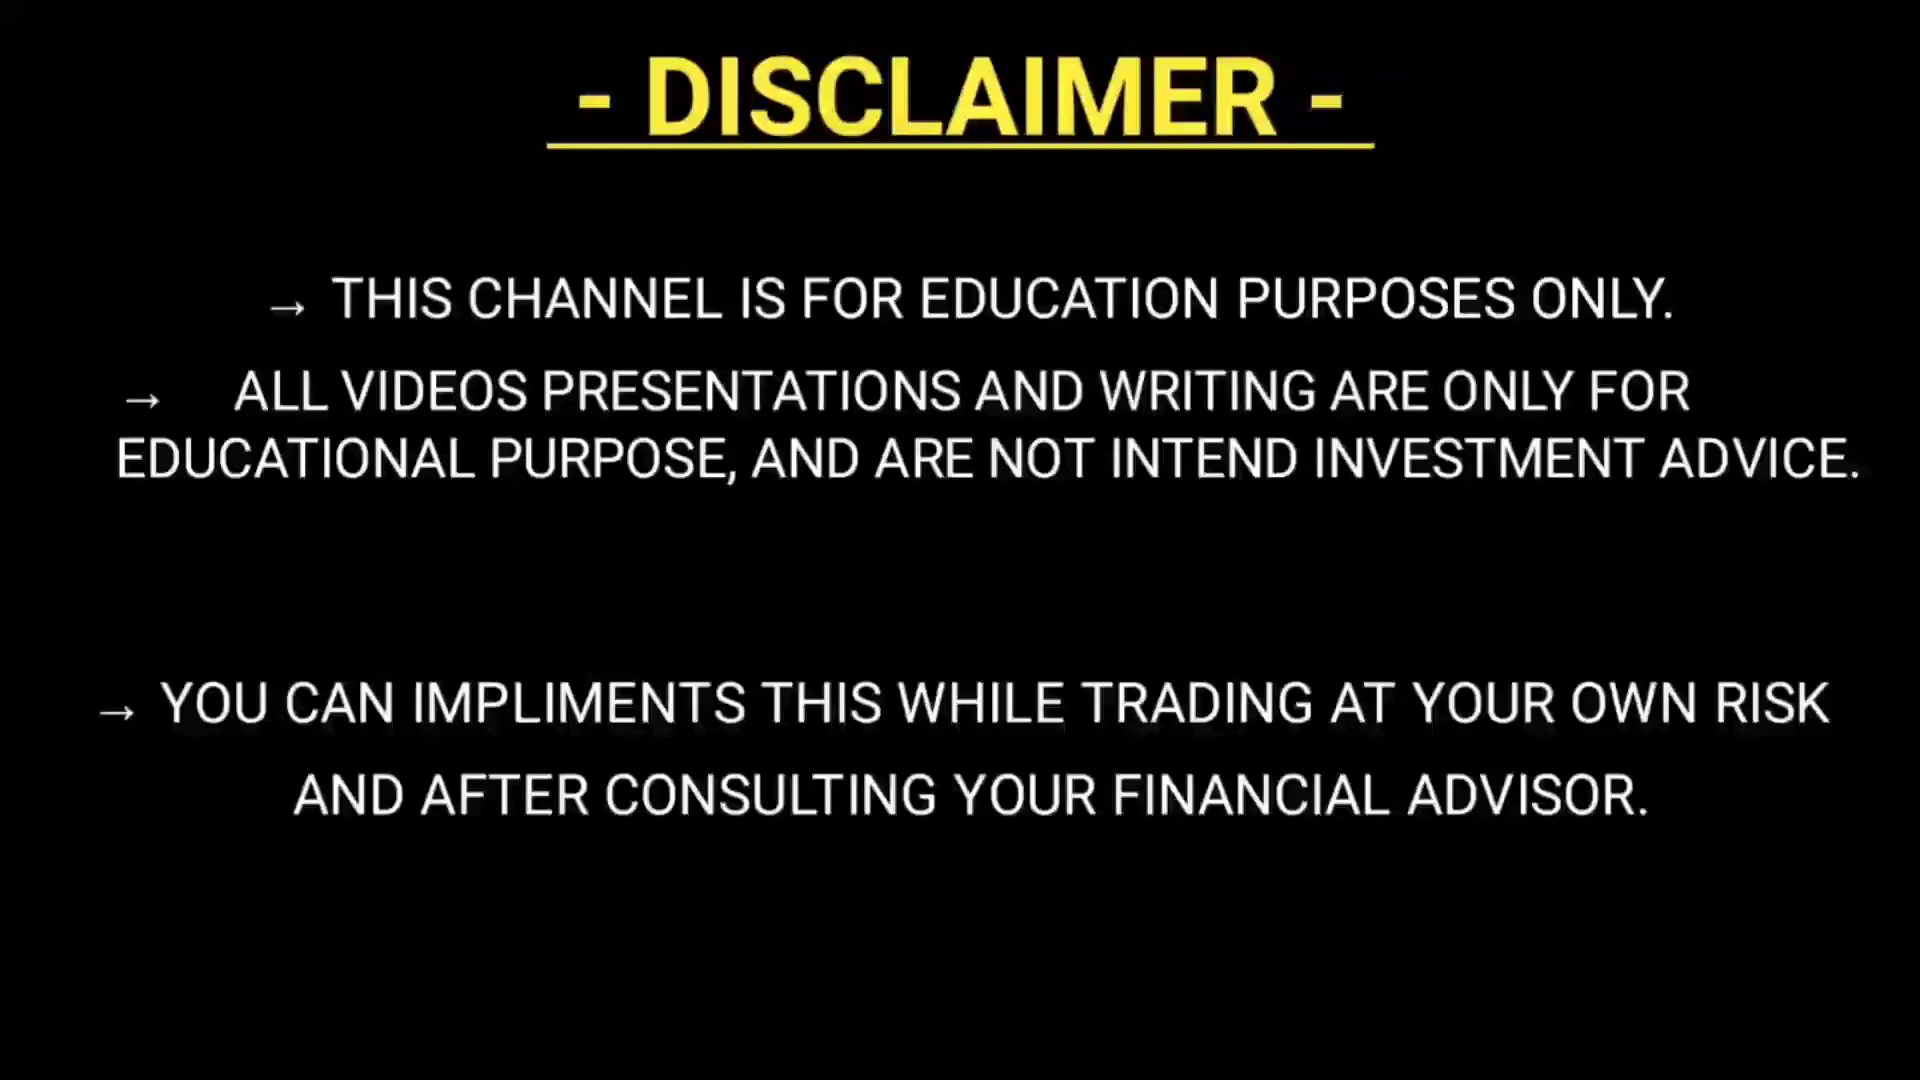 - DISCLAIMER -
→ THIS CHANNEL IS FOR EDUCATION PURPOSES ONLY.
→ ALL VIDEOS PRESENTATIONS AND WRITING ARE ONLY FOR
EDUCATIONAL PURPOSE, AND ARE NOT INTEND INVESTMENT ADVICE.
→ YOU CAN IMPLIMENTS THIS WHILE TRADING AT YOUR OWN RISK
AND AFTER CONSULTING YOUR FINANCIAL ADVISOR.